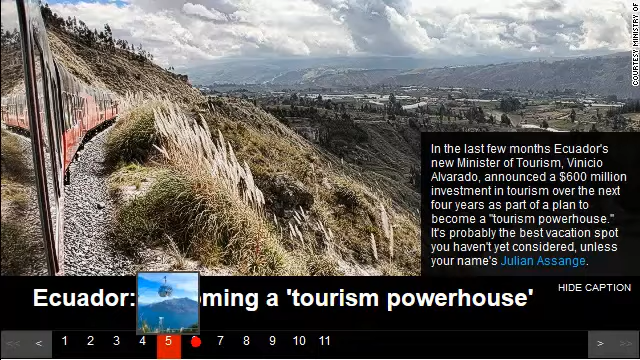 COURTESY MINISTRY OF
In the last few months Ecuador's
new Minister of Tourism, Vinicio
Alvarado, announced a $600 million
investment in tourism over the next
four years as part of a plan to
become a "tourism powerhouse."
It's probably the best vacation spot
you haven't yet considered, unless
your name's Julian Assange.
HIDE CAPTION
Ecuador: oming a 'tourism powerhouse'
<< < 1 2 3 4 5 7 8 9 10 11 > >>